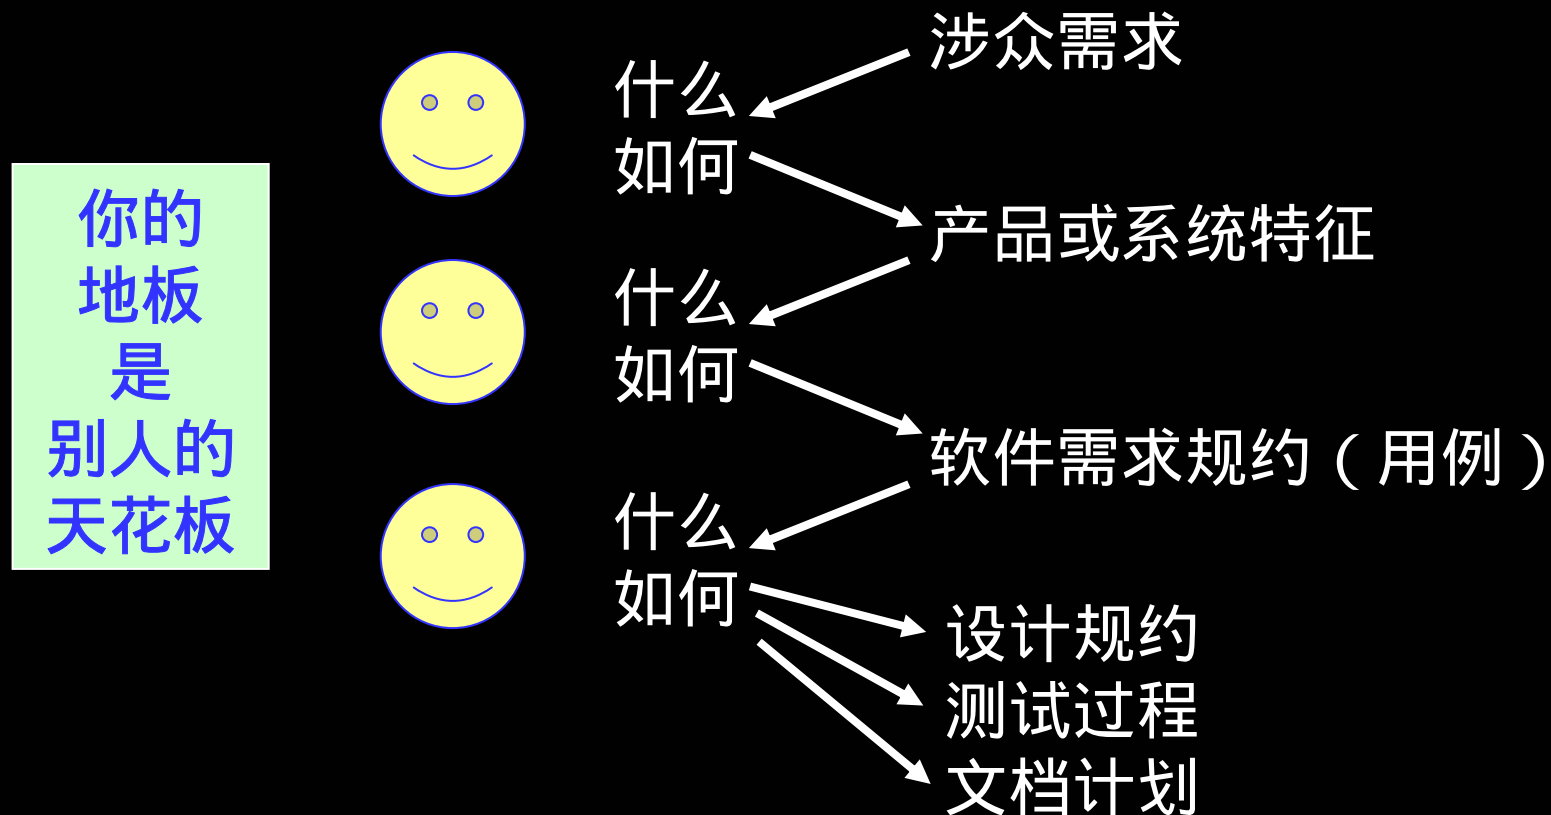 你的
地板
是
别人的
天花板
什么
如何
什么
如何
什么
如何
涉众需求
产品或系统特征
软件需求规约（用例）
设计规约
测试过程
文档计划